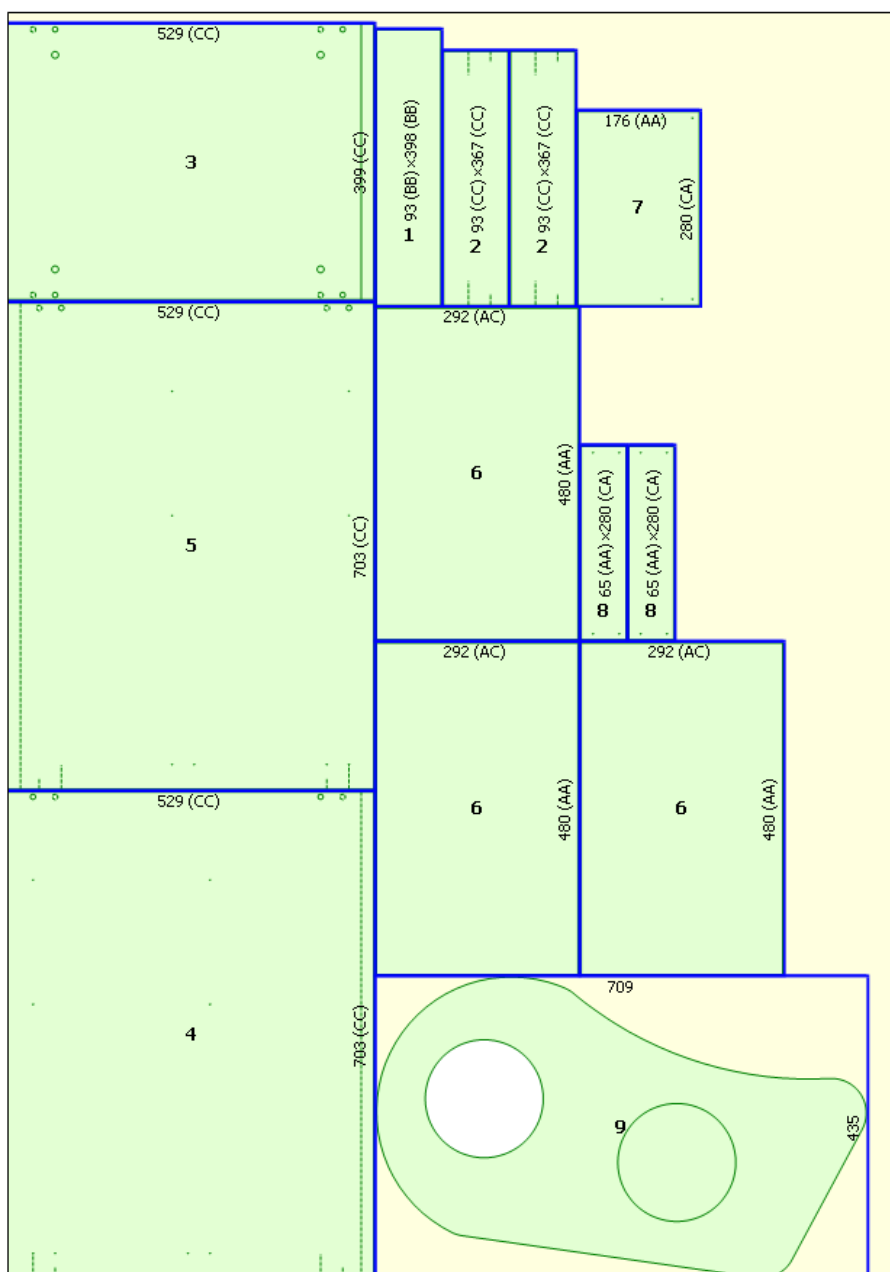 529 (CC)
3
399 (CC)
1 93 (BB) ×398 (BB)
2 93 (CC) ×367 (CC)
2 93 (CC) ×367 (CC)
176 (AA)
7
280 (CA)
529 (CC)
5
703 (CC)
292 (AC)
6
480 (AA)
8 65 (AA) ×280 (CA)
8 65 (AA) ×280 (CA)
292 (AC)
6
480 (AA)
292 (AC)
6
480 (AA)
529 (CC)
4
703 (CC)
709
9
435